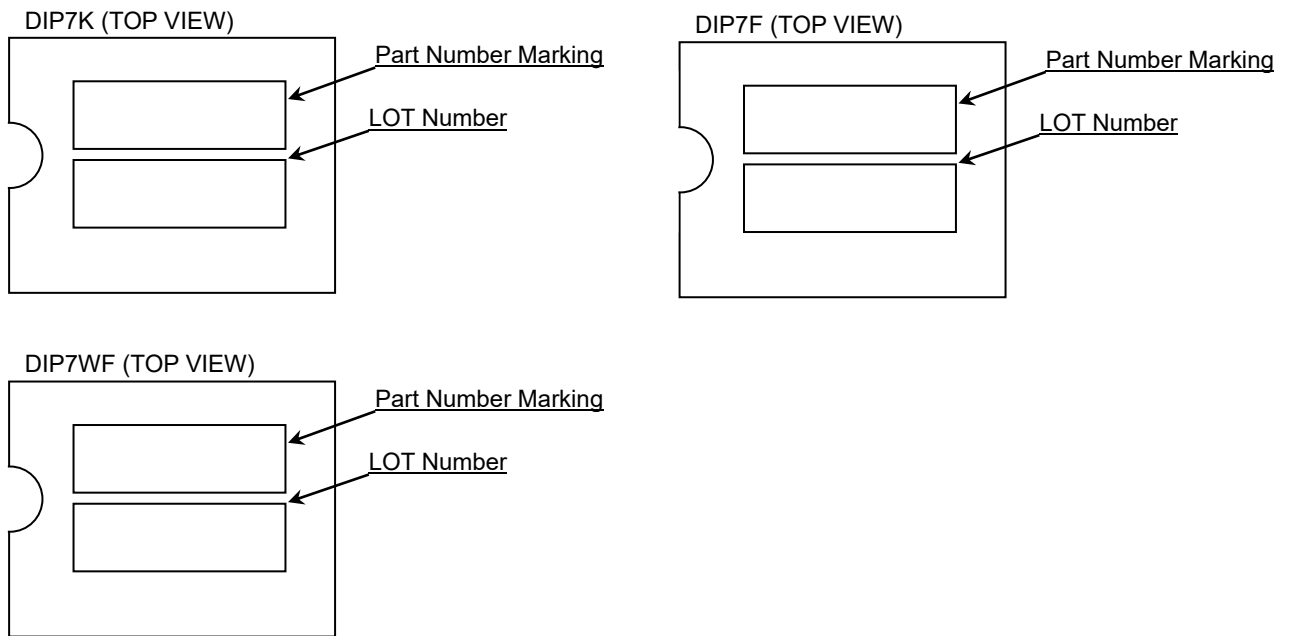 DIP7K (TOP VIEW)
Part Number Marking
LOT Number
DIP7F (TOP VIEW)
Part Number Marking
LOT Number
DIP7WF (TOP VIEW)
Part Number Marking
LOT Number